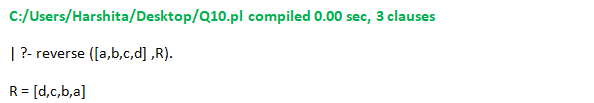 C:/Users/Harshita/Desktop/Q10.pl compiled 0.00 sec, 3 clauses
| ?- reverse ([a,b,c,d] ,R).
R = [d,c,b,a]